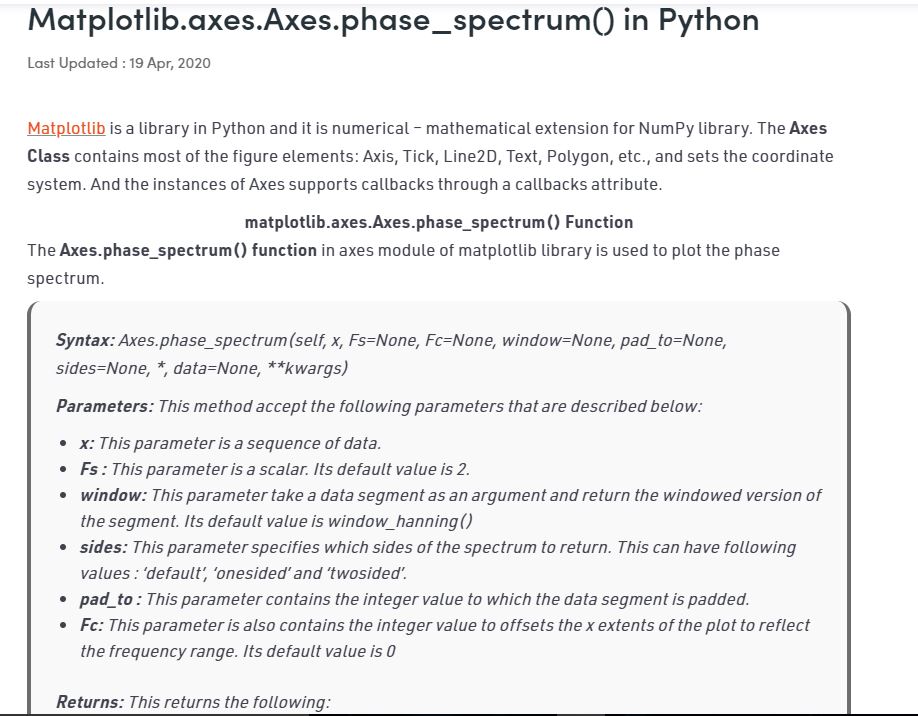 Matplotlib.axes.Axes.phase_spectrum() in Python
Last Updated : 19 Apr, 2020
Matplotlib is a library in Python and it is numerical – mathematical extension for NumPy library. The Axes
Class contains most of the figure elements: Axis, Tick, Line2D, Text, Polygon, etc., and sets the coordinate
system. And the instances of Axes supports callbacks through a callbacks attribute.
matplotlib.axes.Axes.phase_spectrum() Function
The Axes.phase_spectrum() function in axes module of matplotlib library is used to plot the phase
spectrum.
Syntax: Axes.phase_spectrum(self, x, Fs=None, Fc=None, window=None, pad_to=None,
sides=None, *, data=None, **kwargs)
Parameters: This method accept the following parameters that are described below:
• x: This parameter is a sequence of data.
• Fs : This parameter is a scalar. Its default value is 2.
• window: This parameter take a data segment as an argument and return the windowed version of
the segment. Its default value is window_hanning()
• sides: This parameter specifies which sides of the spectrum to return. This can have following
values : ‘default’, ‘onesided’ and ‘twosided’.
• pad_to : This parameter contains the integer value to which the data segment is padded.
• Fc: This parameter is also contains the integer value to offsets the x extents of the plot to reflect
the frequency range. Its default value is 0
Returns: This returns the following: